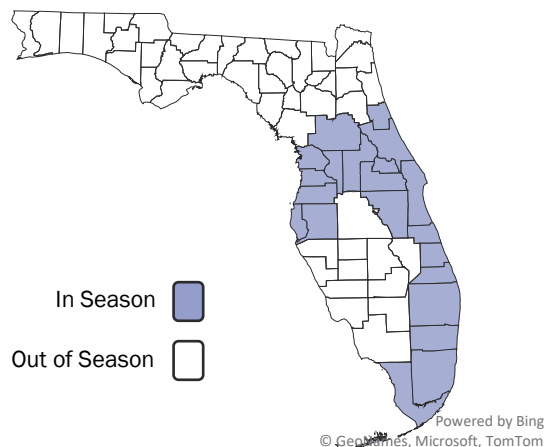 In Season
Out of Season
Powered by Bing
© GeoNames, Microsoft, TomTom